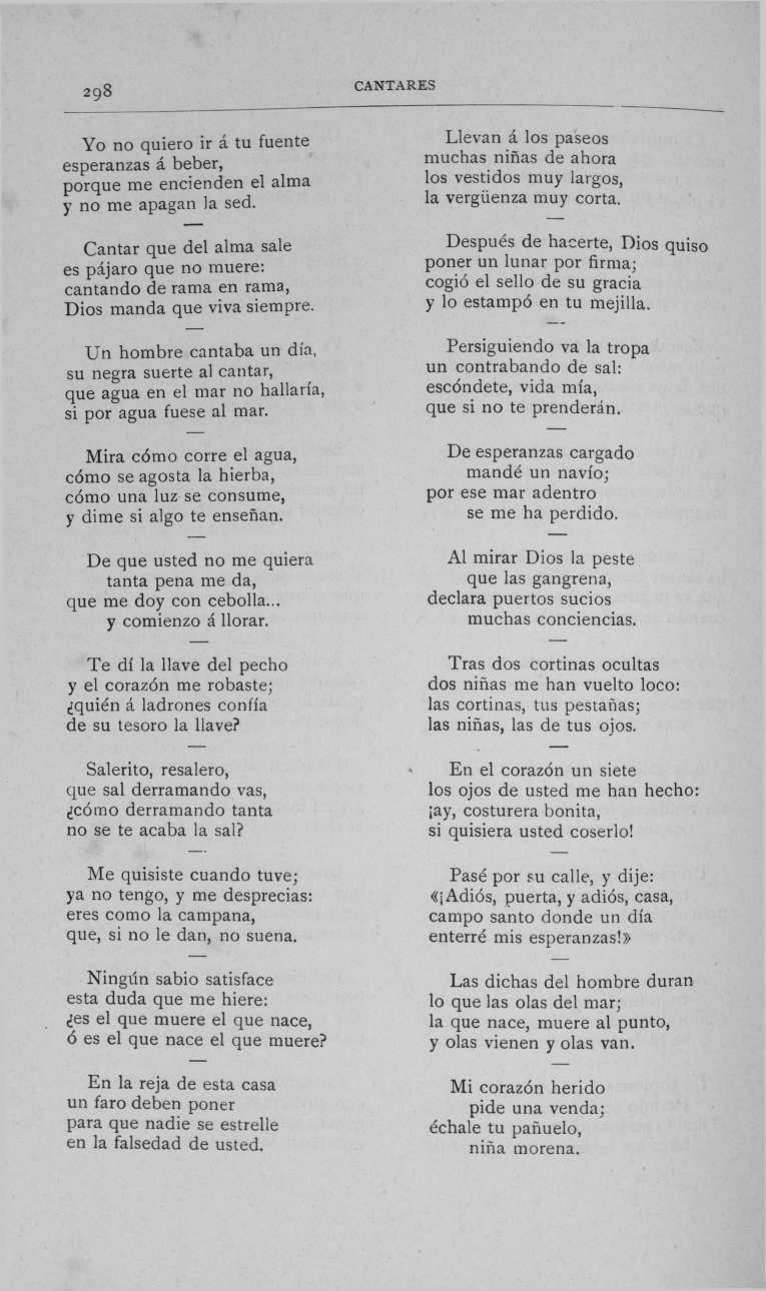 298
CANTARES
Yo no quiero ir á tu fuente
esperanzas á beber,
porque me encienden el alma
y no me apagan la sed.
—
Cantar que del alma sale
es pájaro que no muere:
cantando de rama en rama,
Dios manda que viva siempre.
—
Un hombre cantaba un día,
su negra suerte al cantar,
que agua en el mar no hallaría,
si por agua fuese al mar.
—
Mira cómo corre el agua,
cómo se agosta la hierba,
cómo una luz se consume,
y dime si algo te enseñan.
—
De que usted no me quiera
tanta pena me da,
que me doy con cebolla...
y comienzo á llorar.
—
Te dí la llave del pecho
y el corazón me robaste;
¿quién á ladrones confía
de su tesoro la llave?
—
Salerito, resalero,
que sal derramando vas,
¿cómo derramando tanta
no se te acaba la sal?
—
Me quisiste cuando tuve;
ya no tengo, y me desprecias:
eres como la campana,
que, si no le dan, no suena.
—
Ningún sabio satisface
esta duda que me hiere:
¿es el que muere el que nace,
ó es el que nace el que muere?
—
En la reja de esta casa
un faro deben poner
para que nadie se estrelle
en la falsedad de usted.
Llevan á los paseos
muchas niñas de ahora
los vestidos muy largos,
la vergüenza muy corta.
—
Después de hacerte, Dios quiso
poner un lunar por firma;
cogió el sello de su gracia
y lo estampó en tu mejilla.
—
Persiguiendo va la tropa
un contrabando de sal:
escóndete, vida mía,
que si no te prenderán.
—
De esperanzas cargado
mandé un navío;
por ese mar adentro
se me ha perdido.
—
Al mirar Dios la peste
que las gangrena,
declara puertos sucios
muchas conciencias.
—
Tras dos cortinas ocultas
dos niñas me han vuelto loco:
las cortinas, tus pestañas;
las niñas, las de tus ojos.
—
En el corazón un siete
los ojos de usted me han hecho:
¡ay, costurera bonita,
si quisiera usted coserlo!
—
Pasé por su calle, y dije:
«¡Adiós, puerta, y adiós, casa,
campo santo donde un día
enterré mis esperanzas!»
—
Las dichas del hombre duran
lo que las olas del mar;
la que nace, muere al punto,
y olas vienen y olas van.
—
Mi corazón herido
pide una venda;
échale tu pañuelo,
niña morena.